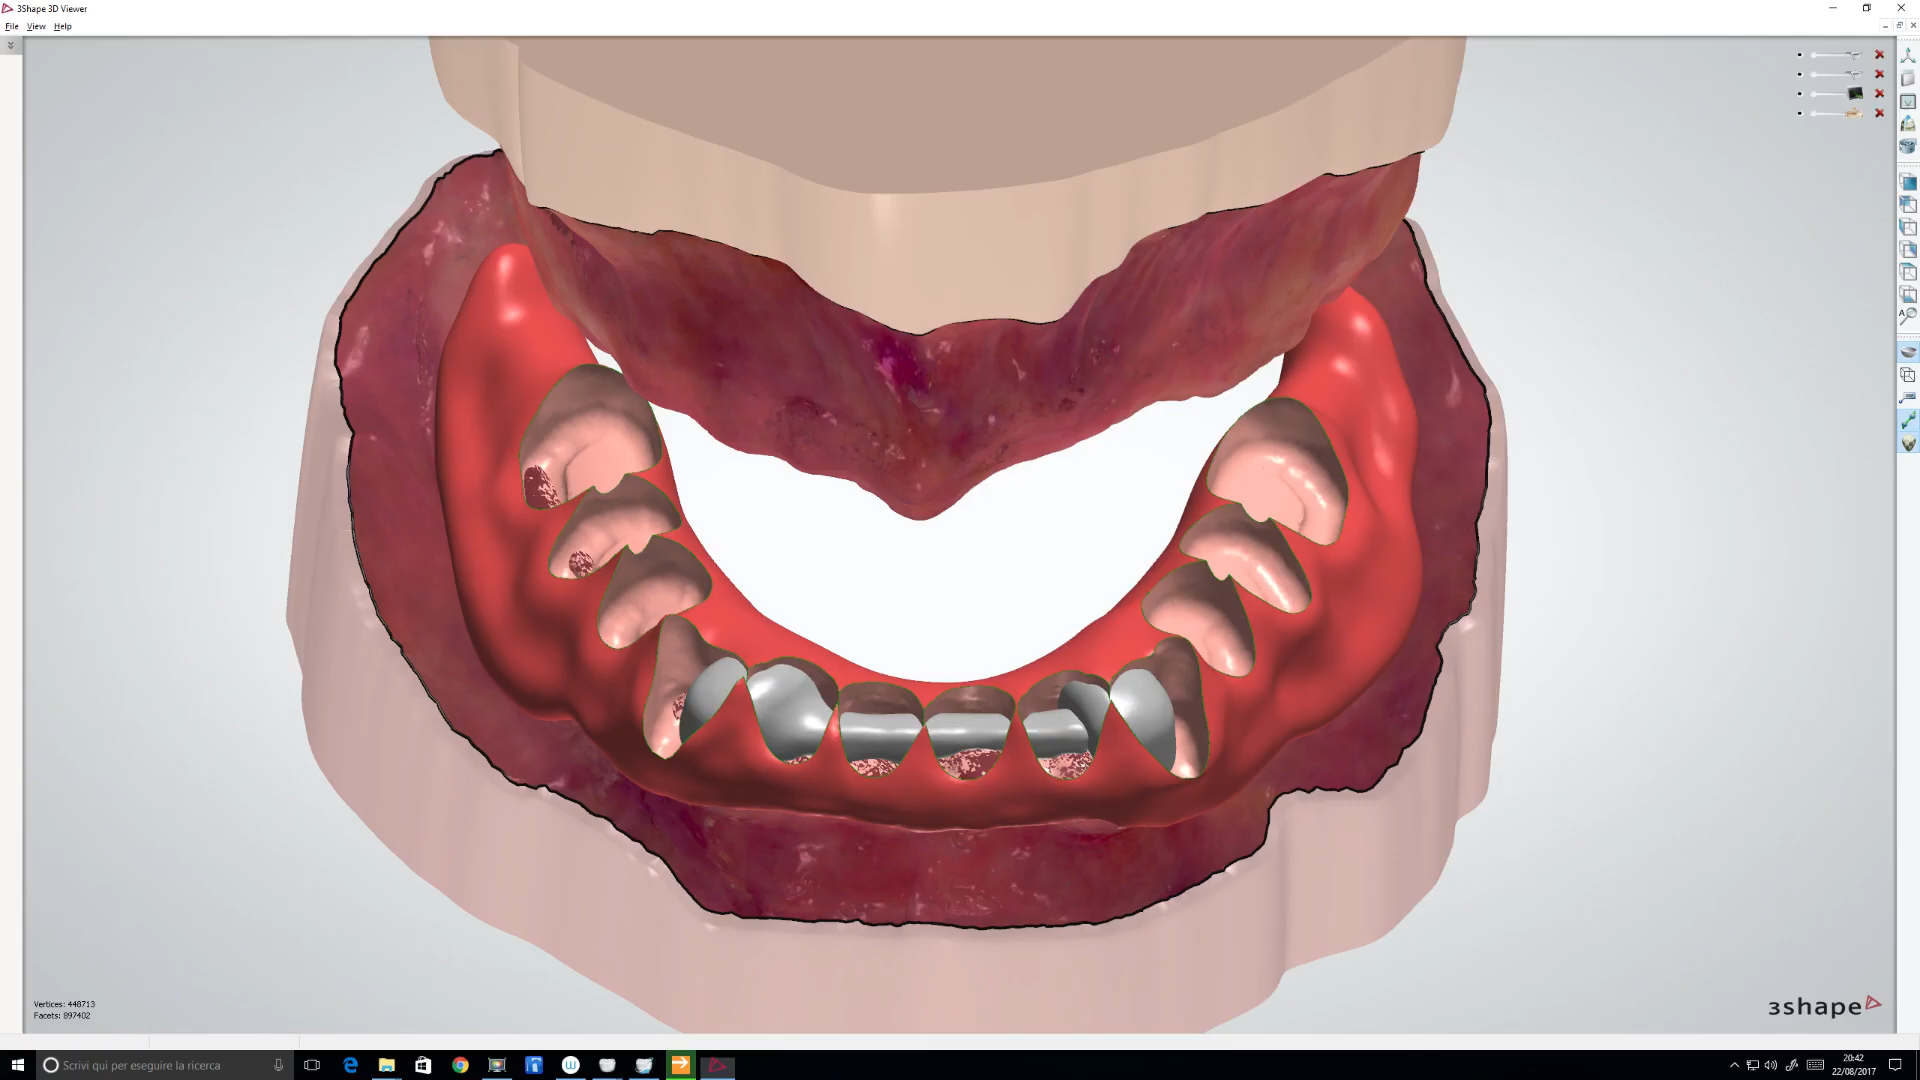 3Shape 3D Viewer
File View Help
Vertices: 448713
Facets: 897402
3shape
Scrivi qui per eseguire la ricerca
20:42
22/08/2017